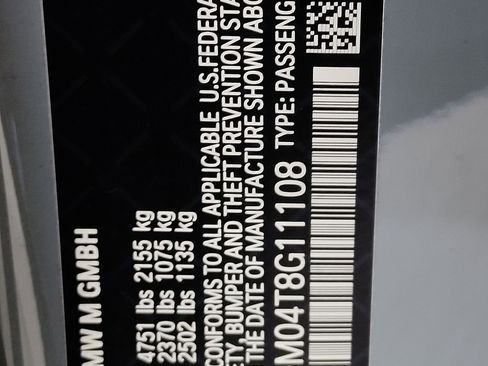 MW M GMBH
4751 lbs 2155 kg
2370 lbs 1075 kg
2502 lbs 1135 kg
CONFORMS TO ALL APPLICABLE U.S.FEDERA
ETY, BUMPER AND THEFT PREVENTION STA
THE DATE OF MANUFACTURE SHOWN ABO
M04T8G11108 TYPE: PASSENG